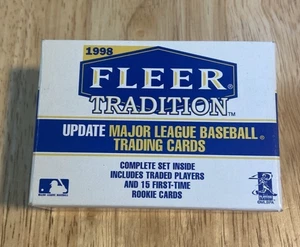 1998
FLEER
TRADITION™
UPDATE MAJOR LEAGUE BASEBALL®
TRADING CARDS
COMPLETE SET INSIDE
INCLUDES TRADED PLAYERS
AND 15 FIRST-TIME
ROOKIE CARDS